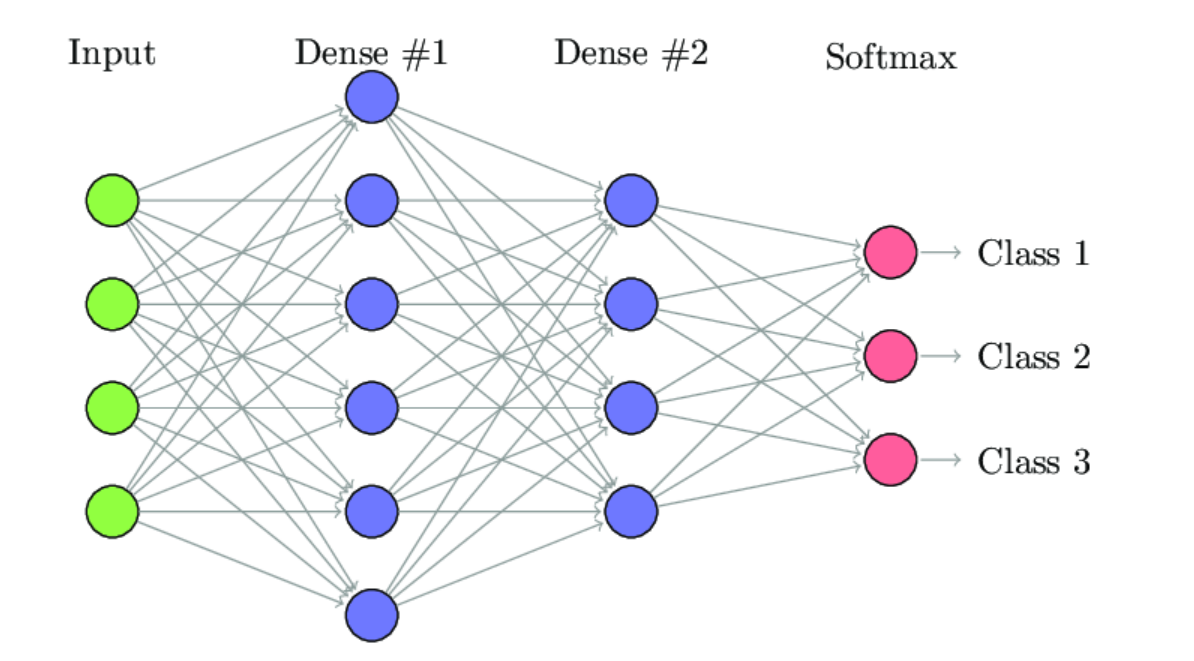 Input
Dense #1
Dense #2
Softmax
Class 1
Class 2
Class 3